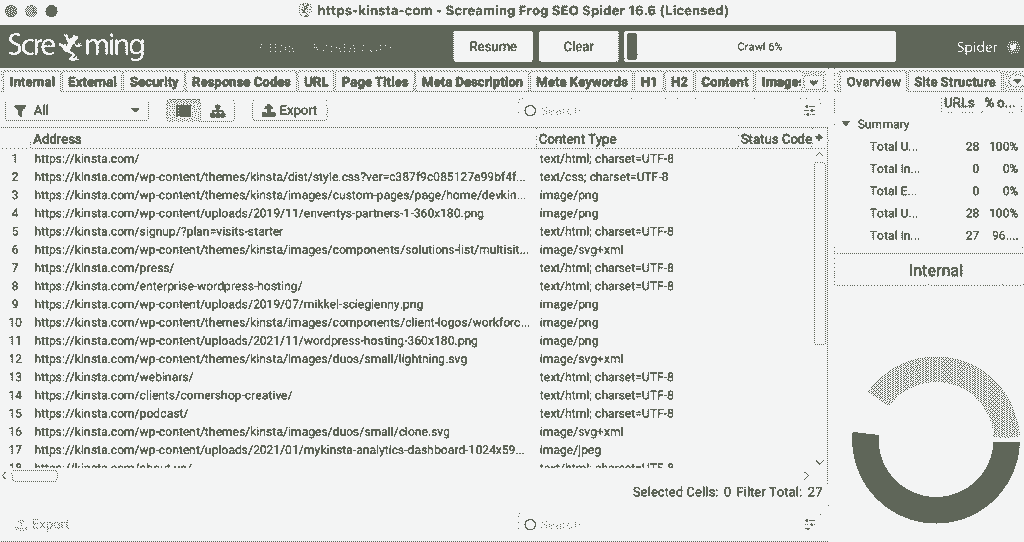 https-kinsta-com - Screaming Frog SEO Spider 16.6 (Licensed)
Scre ming
Resume
Clear
Crawl 6%
Spider
Internal External Security Response Codes URL Page Titles Meta Description Meta Keywords H1 H2 Content Image:
Overview Site Structure
All
Export
Search
URLs % o...
Address Content Type Status Code
Summary
1 https://kinsta.com/ text/html; charset=UTF-8
Total U... 28 100%
2 https://kinsta.com/wp-content/themes/kinsta/dist/style.css?ver=c387f9c085127e99bf4f... text/css; charset=UTF-8
Total In... 0 0%
3 https://kinsta.com/wp-content/themes/kinsta/images/custom-pages/page/home/devkin... image/png
Total E... 0 0%
4 https://kinsta.com/wp-content/uploads/2019/11/enventys-partners-1-360x180.png image/png
Total U... 28 100%
5 https://kinsta.com/signup/?plan=visits-starter text/html; charset=UTF-8
Total In... 27 96....
6 https://kinsta.com/wp-content/themes/kinsta/images/components/solutions-list/multisit... image/svg+xml
7 https://kinsta.com/press/ text/html; charset=UTF-8
Internal
8 https://kinsta.com/enterprise-wordpress-hosting/ text/html; charset=UTF-8
9 https://kinsta.com/wp-content/uploads/2019/07/mikkel-sciegienny.png image/png
10 https://kinsta.com/wp-content/themes/kinsta/images/components/client-logos/workforc... image/png
11 https://kinsta.com/wp-content/uploads/2021/11/wordpress-hosting-360x180.png image/png
12 https://kinsta.com/wp-content/themes/kinsta/images/duos/small/lightning.svg image/svg+xml
13 https://kinsta.com/webinars/ text/html; charset=UTF-8
14 https://kinsta.com/clients/cornershop-creative/ text/html; charset=UTF-8
15 https://kinsta.com/podcast/ text/html; charset=UTF-8
16 https://kinsta.com/wp-content/themes/kinsta/images/duos/small/clone.svg image/svg+xml
17 https://kinsta.com/wp-content/uploads/2021/01/mykinsta-analytics-dashboard-1024x59... image/jpeg
18 https://kinsta.com/about-us/ text/html; charset=UTF-8
Selected Cells: 0 Filter Total: 27
Export
Search